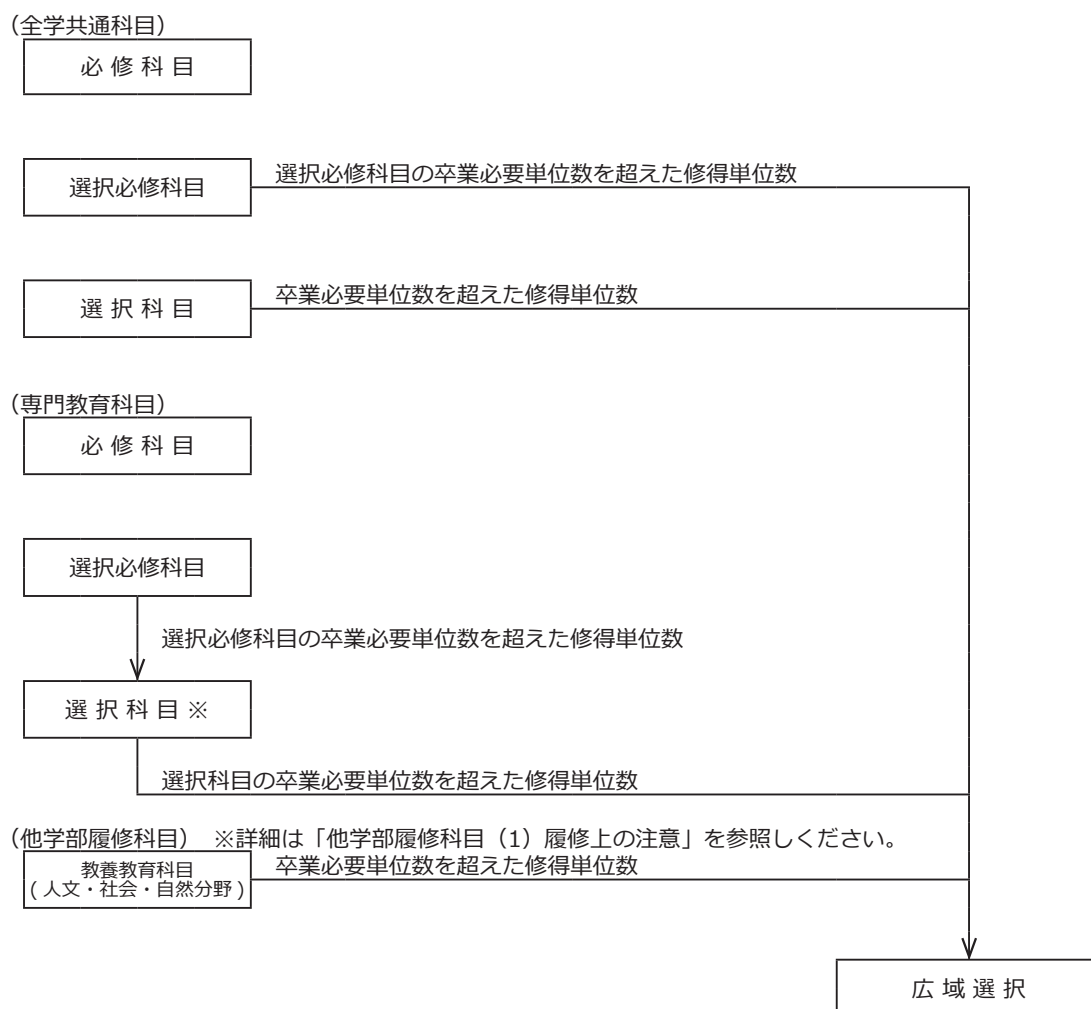 （全学共通科目）
必 修 科 目
選択必修科目
選択必修科目の卒業必要単位数を超えた修得単位数
選 択 科 目
卒業必要単位数を超えた修得単位数
（専門教育科目）
必 修 科 目
選択必修科目
選択必修科目の卒業必要単位数を超えた修得単位数
選 択 科 目 ※
選択科目の卒業必要単位数を超えた修得単位数
（他学部履修科目） ※詳細は「他学部履修科目（1）履修上の注意」を参照しください。
教養教育科目
( 人文・社会・自然分野 )
卒業必要単位数を超えた修得単位数
広 域 選 択